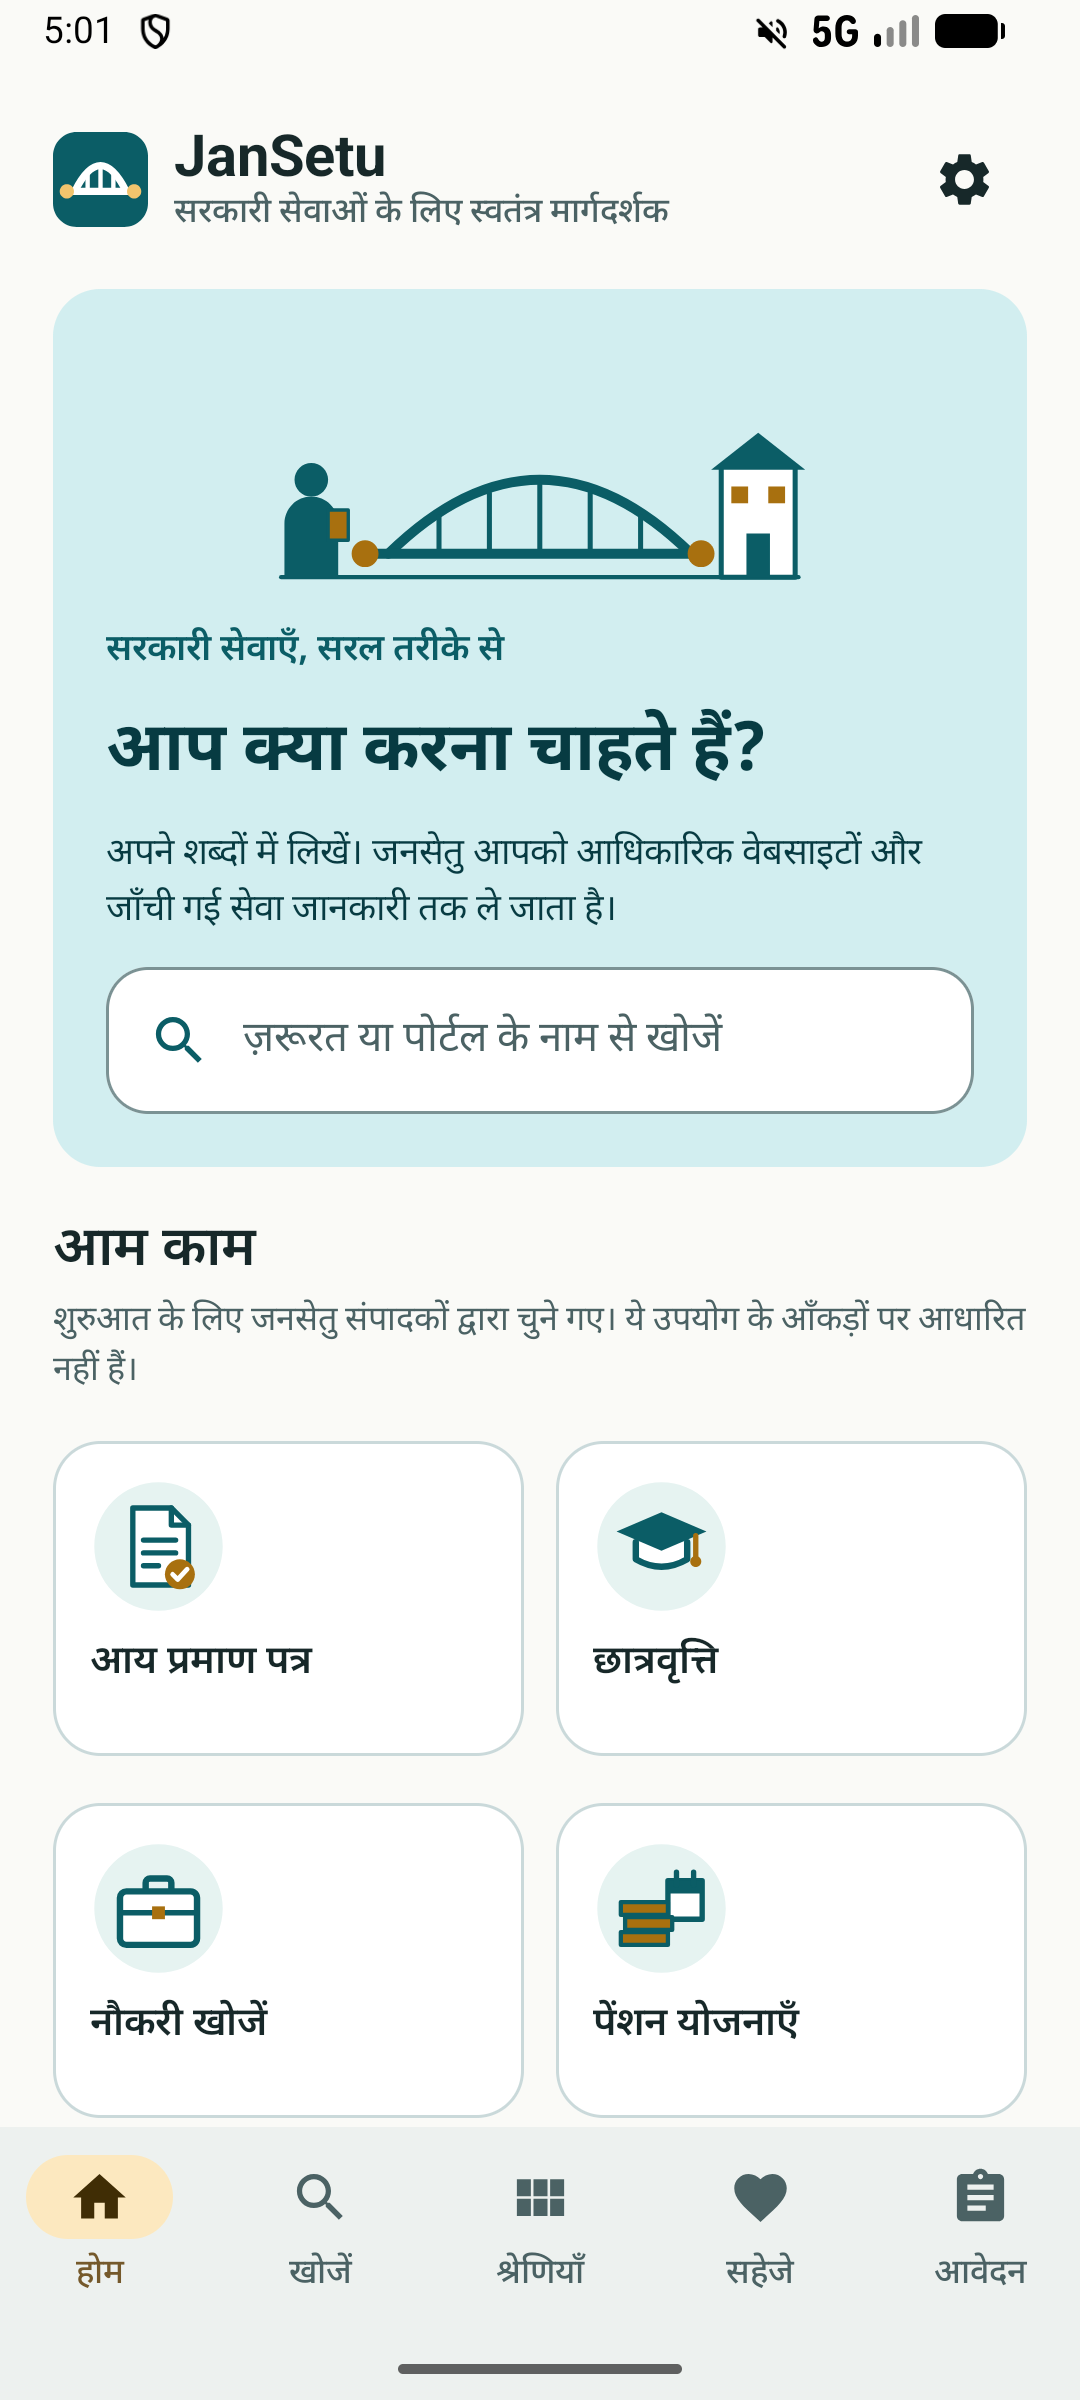 5:01
5G
JanSetu
सरकारी सेवाओं के लिए स्वतंत्र मार्गदर्शक
सरकारी सेवाएँ, सरल तरीके से
आप क्या करना चाहते हैं?
अपने शब्दों में लिखें। जनसेतु आपको आधिकारिक वेबसाइटों और
जाँची गई सेवा जानकारी तक ले जाता है।
ज़रूरत या पोर्टल के नाम से खोजें
आम काम
शुरुआत के लिए जनसेतु संपादकों द्वारा चुने गए। ये उपयोग के आँकड़ों पर आधारित
नहीं हैं।
आय प्रमाण पत्र
छात्रवृत्ति
नौकरी खोजें
पेंशन योजनाएँ
होम
खोजें
श्रेणियाँ
सहेजे
आवेदन